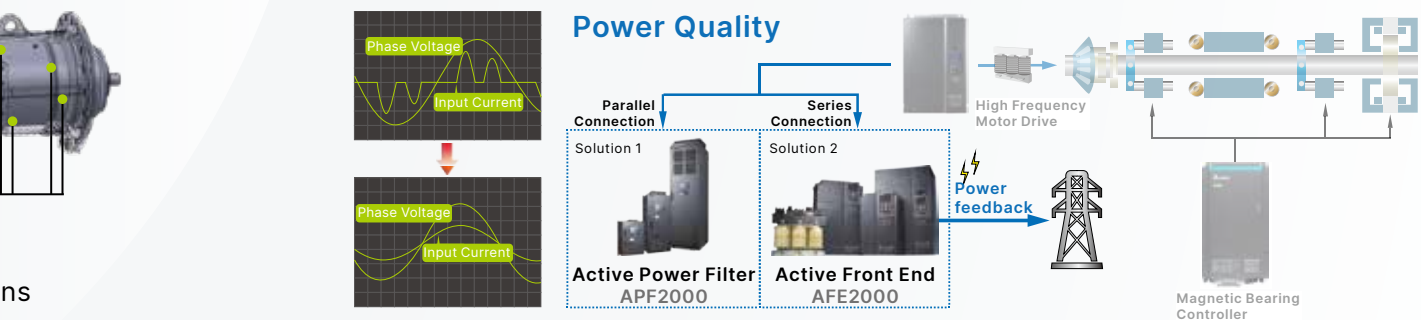 ns
Phase Voltage
Input Current
Phase Voltage
Input Current
Power Quality
Parallel
Connection
Series
Connection
Solution 1
Solution 2
Active Power Filter
APF2000
Active Front End
AFE2000
Power
feedback
High Frequency
Motor Drive
Magnetic Bearing
Controller